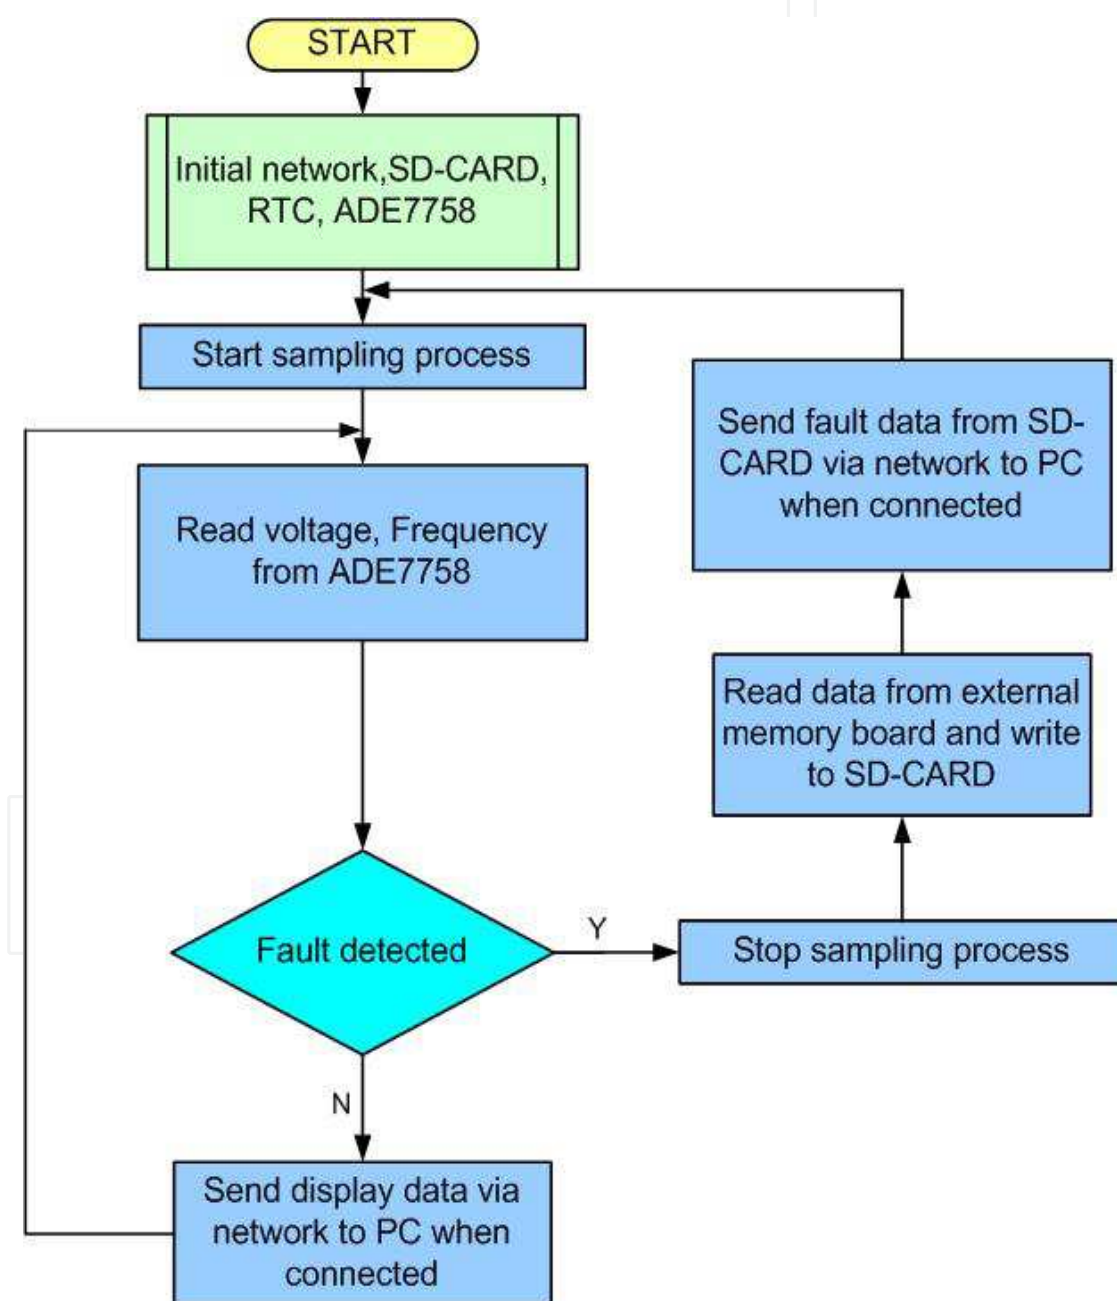 START
Initial network,SD-CARD,
RTC, ADE7758
Start sampling process
Read voltage, Frequency
from ADE7758
Fault detected
Y
N
Send display data via
network to PC when
connected
Stop sampling process
Read data from external
memory board and write
to SD-CARD
Send fault data from SD-
CARD via network to PC
when connected